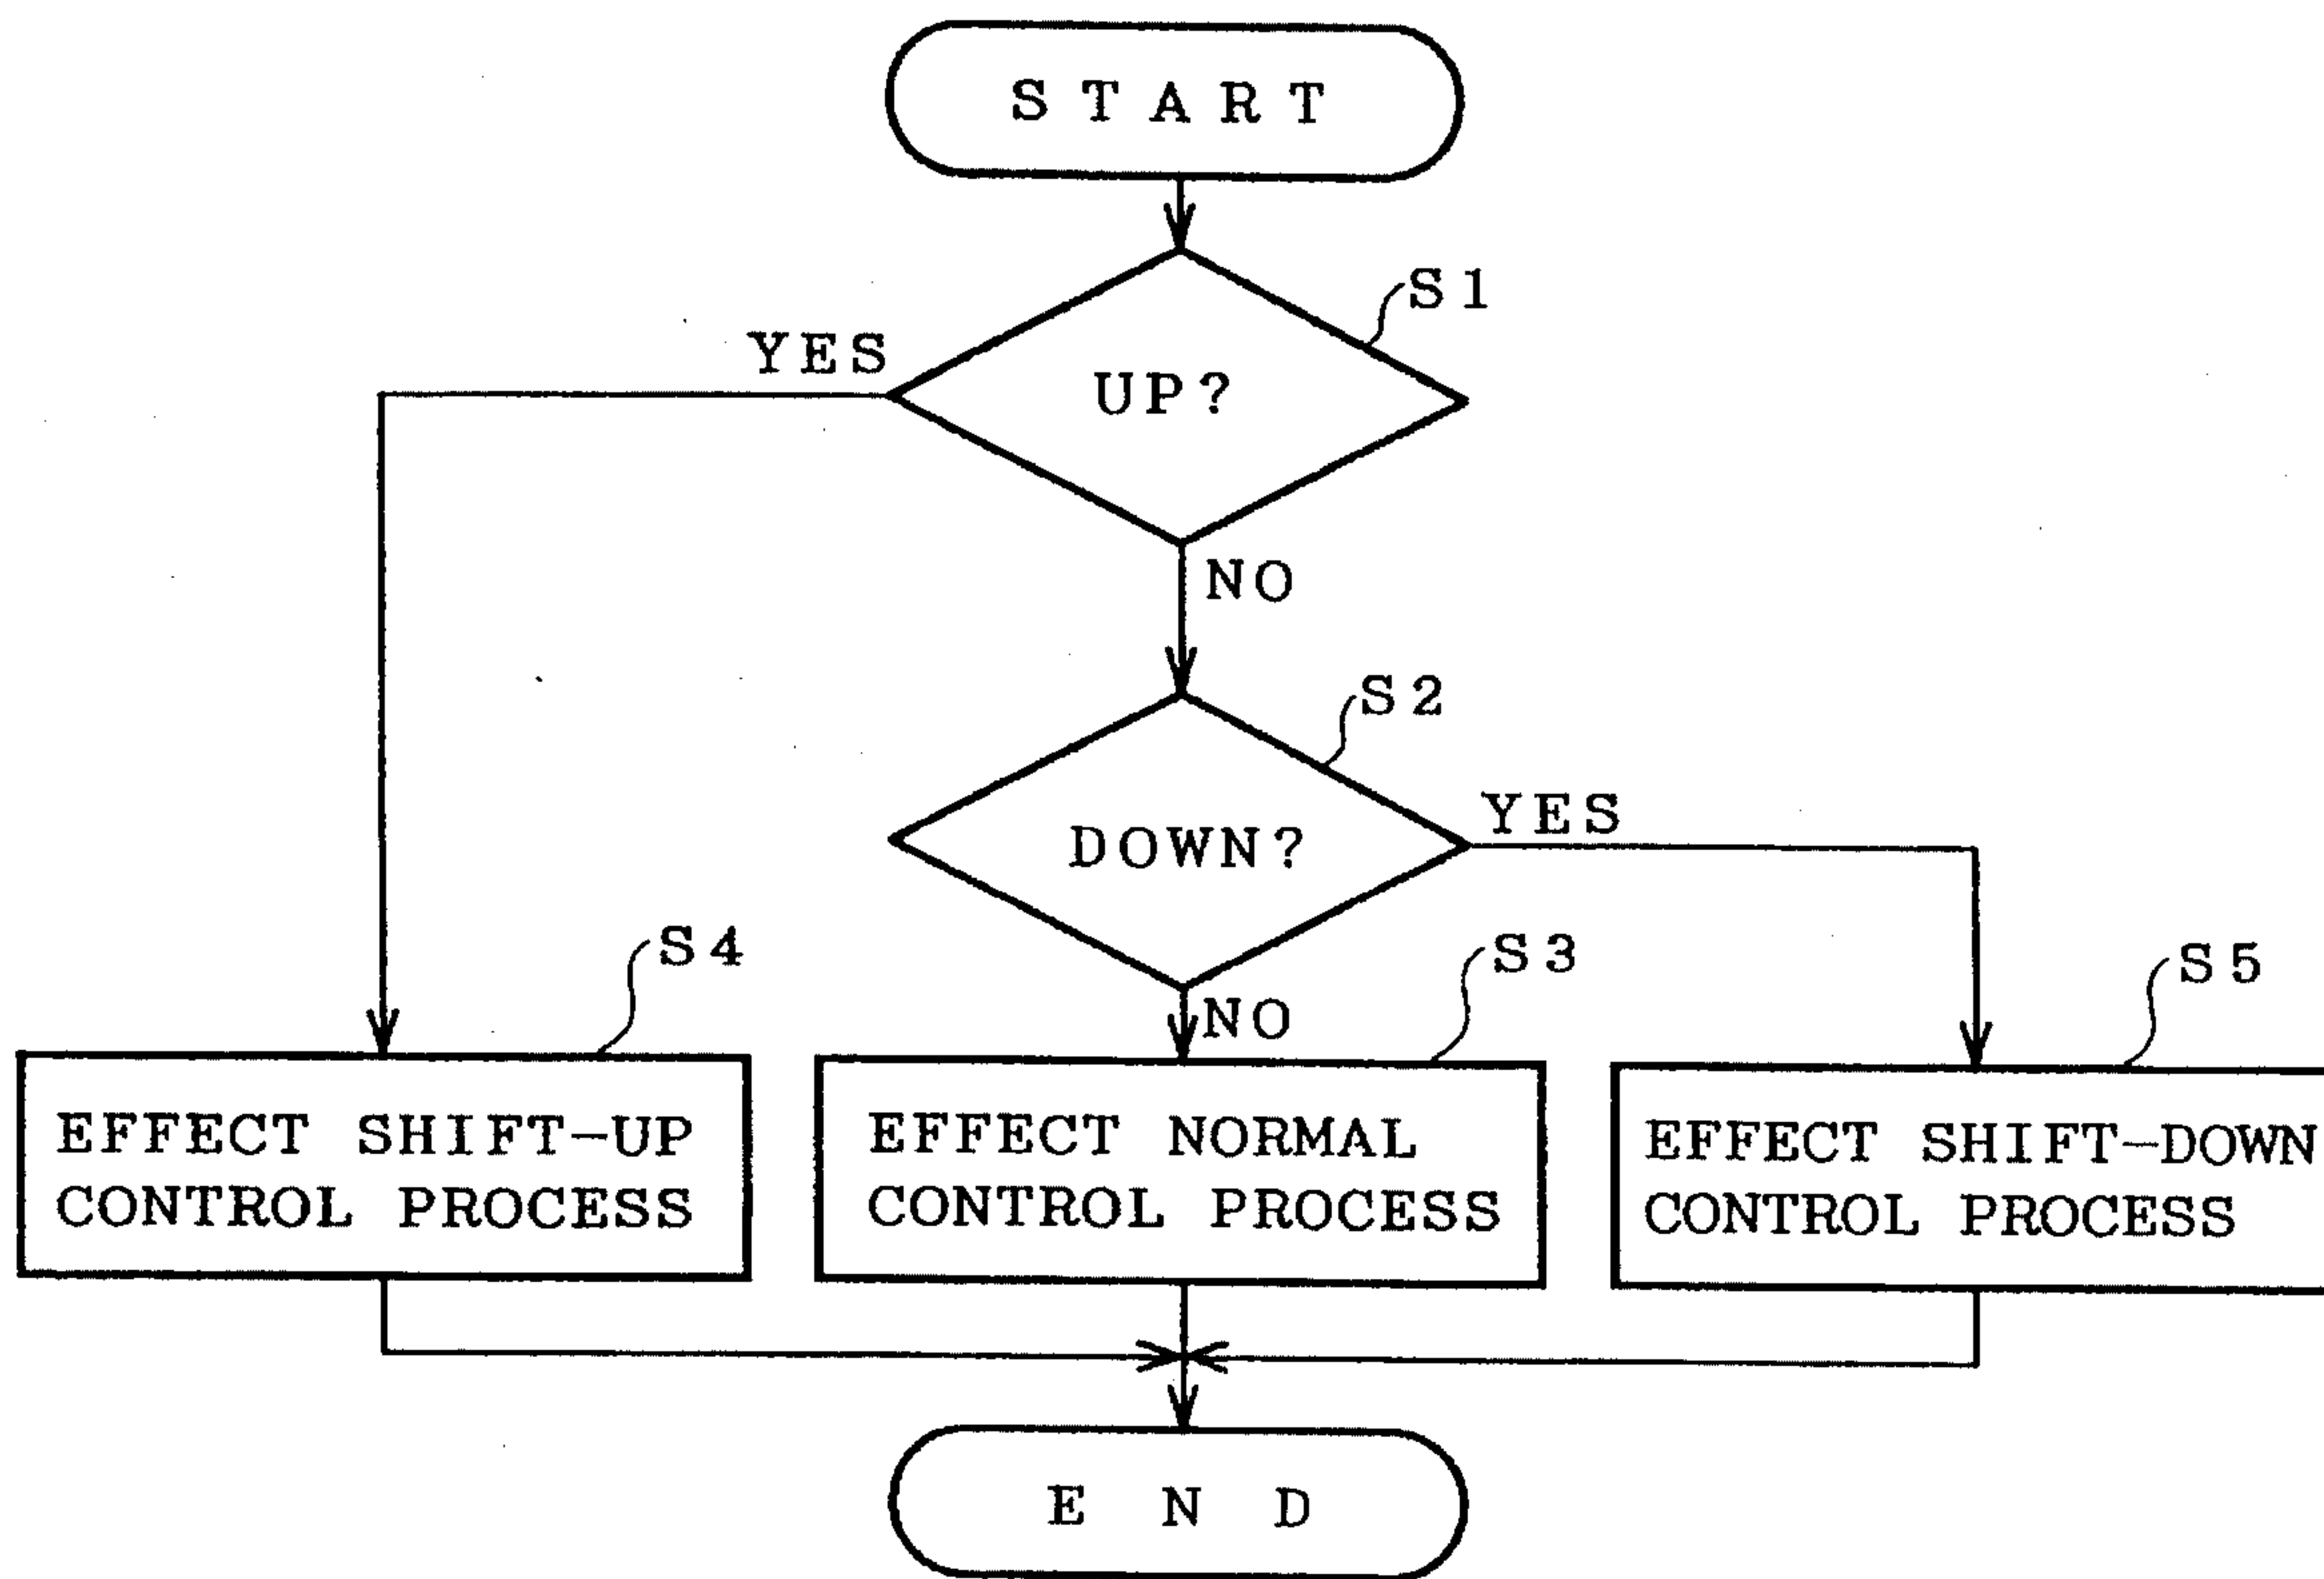 START
S1
YES
UP?
NO
S2
YES
DOWN?
S4
S3
S5
NO
EFFECT SHIFT-UP
CONTROL PROCESS
EFFECT NORMAL
CONTROL PROCESS
EFFECT SHIFT-DOWN
CONTROL PROCESS
END